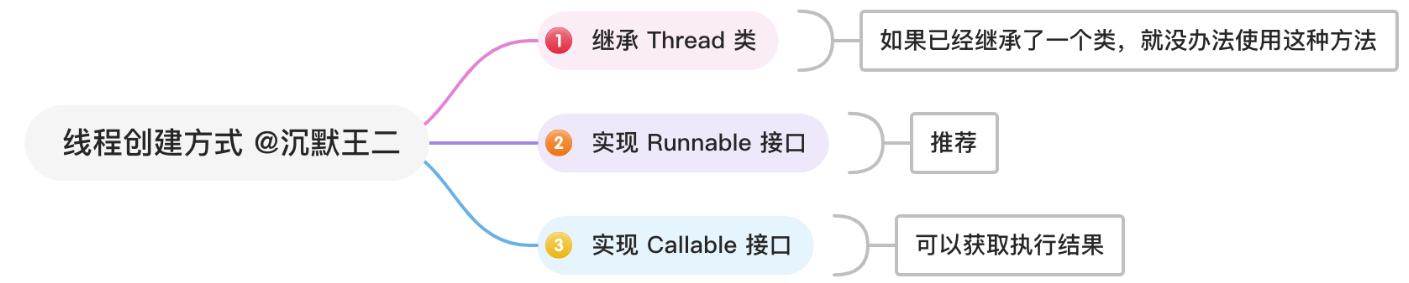 线程创建方式 @沉默王二
1 继承 Thread 类
如果已经继承了一个类，就没办法使用这种方法
2 实现 Runnable 接口
推荐
3 实现 Callable 接口
可以获取执行结果